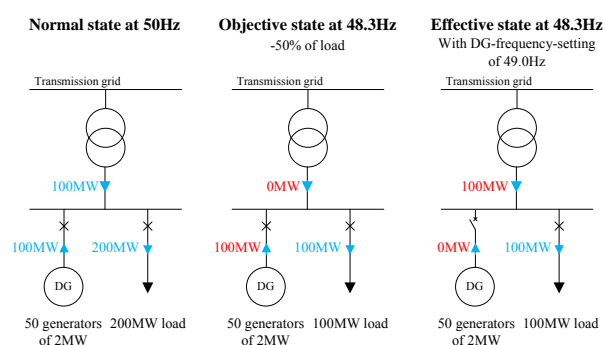 Normal state at 50Hz
Objective state at 48.3Hz
-50% of load
Effective state at 48.3Hz
With DG-frequency-setting
of 49.0Hz
Transmission grid
Transmission grid
Transmission grid
100MW
0MW
100MW
100MW
200MW
100MW
100MW
0MW
100MW
DG
DG
DG
50 generators
of 2MW
200MW load
50 generators
of 2MW
100MW load
50 generators
of 2MW
100MW load